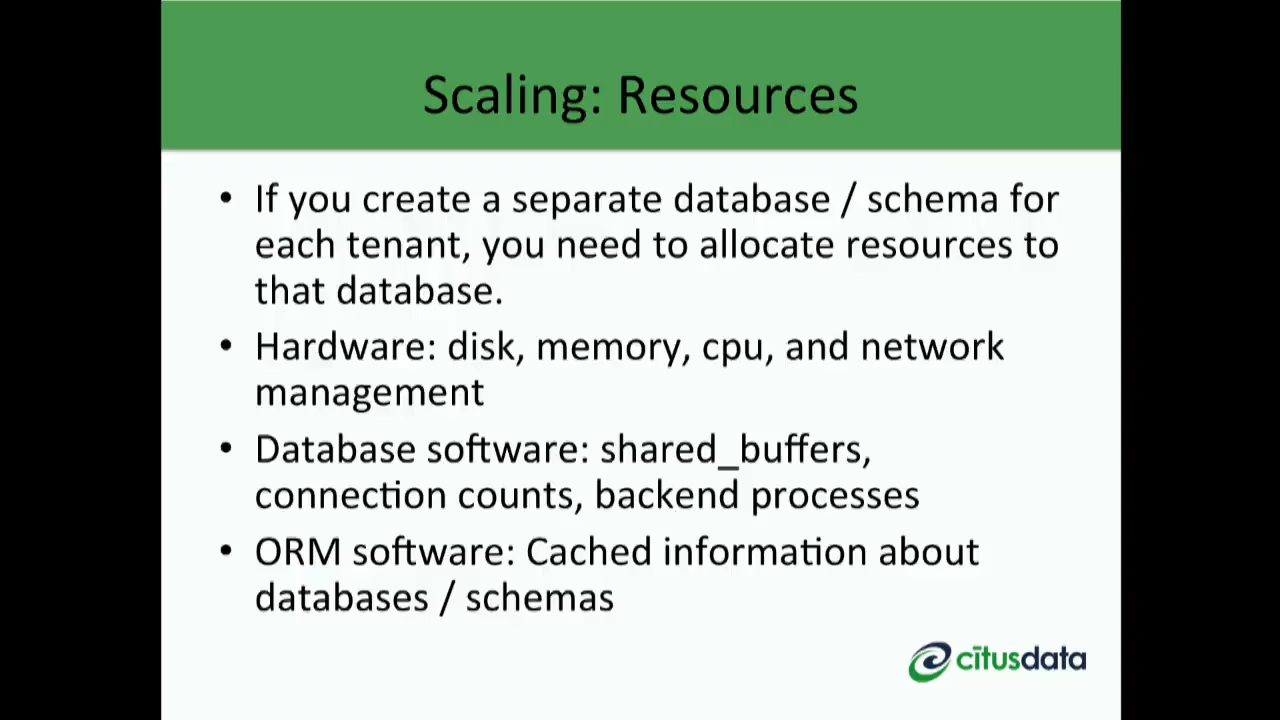 Scaling: Resources
• If you create a separate database / schema for
each tenant, you need to allocate resources to
that database.
• Hardware: disk, memory, cpu, and network
management
• Database software: shared_buffers,
connection counts, backend processes
• ORM software: Cached information about
databases / schemas
citusdata